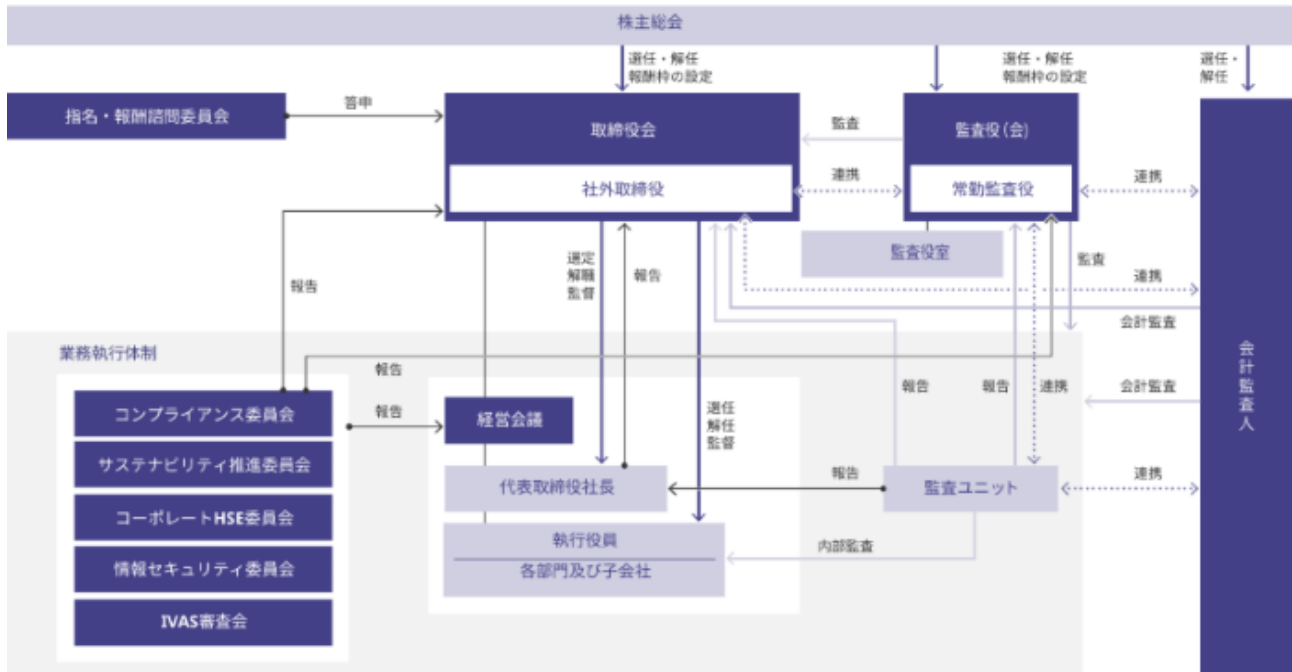 株主総会
選任・解任
報酬枠の設定
選任・解任
報酬枠の設定
選任・
解任
指名・報酬諮問委員会
答申
取締役会
監査
監査役(会)
社外取締役
連携
常勤監査役
連携
監査役室
選定
解職
監督
報告
監査
報告
連携
会計監査
業務執行体制
会計監査人
報告
報告
報告
連携
会計監査
コンプライアンス委員会
報告
経営会議
選任
解任
監督
サステナビリティ推進委員会
代表取締役社長
報告
監査ユニット
連携
コーポレートHSE委員会
執行役員
内部監査
各部門及び子会社
情報セキュリティ委員会
IVAS審査会